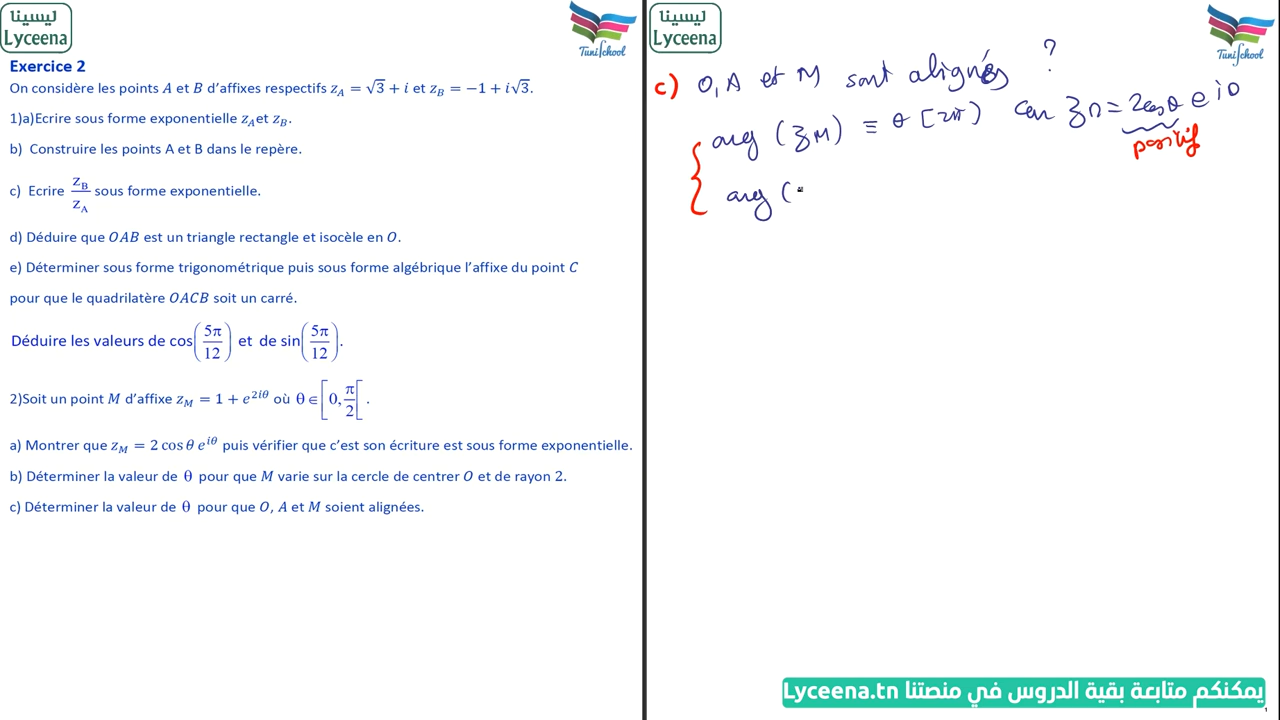 ليسينا
Lyceena
TuniSchool
Exercice 2
On considère les points A et B d'affixes respectifs z_A = √3 + i et z_B = −1 + i√3.
1)a)Ecrire sous forme exponentielle z_A et z_B.
b) Construire les points A et B dans le repère.
c) Ecrire z_B/z_A sous forme exponentielle.
d) Déduire que OAB est un triangle rectangle et isocèle en O.
e) Déterminer sous forme trigonométrique puis sous forme algébrique l'affixe du point C
pour que le quadrilatère OACB soit un carré.
Déduire les valeurs de cos(5π/12) et de sin(5π/12).
2)Soit un point M d'affixe z_M = 1 + e^{2iθ} où θ ∈ [0, π/2[ .
a) Montrer que z_M = 2 cos θ e^{iθ} puis vérifier que c'est son écriture est sous forme exponentielle.
b) Déterminer la valeur de θ pour que M varie sur la cercle de centrer O et de rayon 2.
c) Déterminer la valeur de θ pour que O, A et M soient alignées.
ليسينا
Lyceena
TuniSchool
c) O, A et M sont alignés ?
arg (z_M) ≡ θ [2π] car z_M = 2cosθ e^{iθ}
positif
arg (
يمكنكم متابعة بقية الدروس في منصتنا Lyceena.tn
1